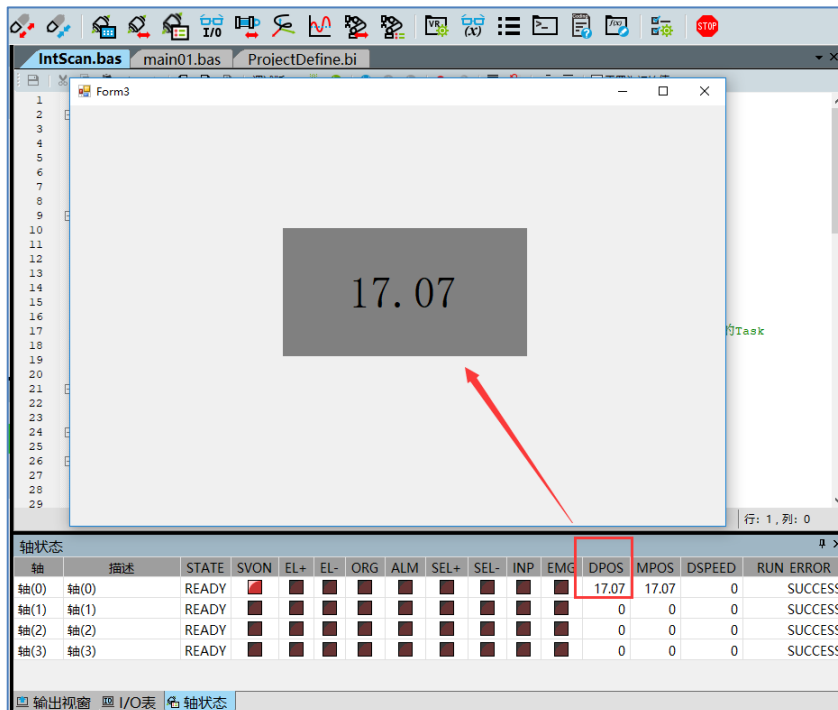 I/O
VR
(x)
f(x)
STOP
IntScan.bas main01.bas ProjectDefine.bi
Form3
1
2
3
4
5
6
7
8
9
10
11
12
13
14
15
16
17 的Task
18
19
20
21
22
23
24
25
26
27
28
29
17.07
行: 1 , 列: 0
轴状态
轴 描述 STATE SVON EL+ EL- ORG ALM SEL+ SEL- INP EMG DPOS MPOS DSPEED RUN ERROR
轴(0) 轴(0) READY 17.07 17.07 0 SUCCESS
轴(1) 轴(1) READY 0 0 0 SUCCESS
轴(2) 轴(2) READY 0 0 0 SUCCESS
轴(3) 轴(3) READY 0 0 0 SUCCESS
输出视窗 I/O表 轴状态